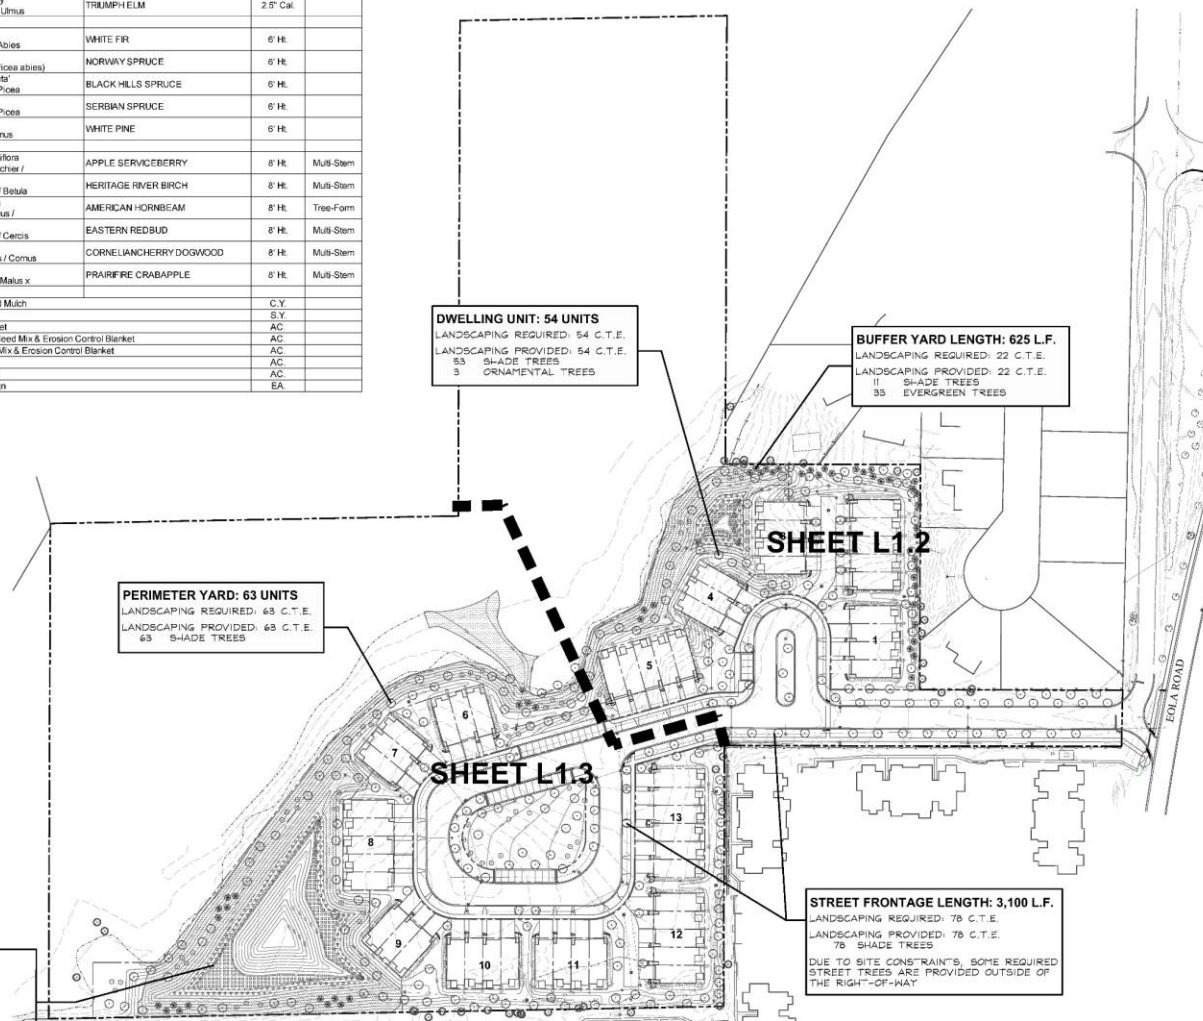 Ulmus
TRIUMPH ELM 2.5" Cal.
Abies WHITE FIR 6' Ht.
Picea abies) NORWAY SPRUCE 6' Ht.
Picea BLACK HILLS SPRUCE 6' Ht.
Picea SERBIAN SPRUCE 6' Ht.
WHITE PINE 6' Ht.
APPLE SERVICEBERRY 8' Ht. Multi-Stem
/ Betula HERITAGE RIVER BIRCH 8' Ht. Multi-Stem
AMERICAN HORNBEAM 8' Ht. Tree-Form
/ Cercis EASTERN REDBUD 8' Ht. Multi-Stem
/ Cornus CORNELIANCHERRY DOGWOOD 8' Ht. Multi-Stem
Malus x PRAIRIFIRE CRABAPPLE 8' Ht. Multi-Stem
Mulch C.Y.
S.Y.
AC.
Seed Mix & Erosion Control Blanket AC.
Mix & Erosion Control Blanket AC.
AC.
AC.
EA.
DWELLING UNIT: 54 UNITS
LANDSCAPING REQUIRED: 54 C.T.E.
LANDSCAPING PROVIDED: 54 C.T.E.
53 SHADE TREES
3 ORNAMENTAL TREES
BUFFER YARD LENGTH: 625 L.F.
LANDSCAPING REQUIRED: 22 C.T.E.
LANDSCAPING PROVIDED: 22 C.T.E.
11 SHADE TREES
33 EVERGREEN TREES
SHEET L1.2
PERIMETER YARD: 63 UNITS
LANDSCAPING REQUIRED: 63 C.T.E.
LANDSCAPING PROVIDED: 63 C.T.E.
63 SHADE TREES
4
1
5
EOLA ROAD
6
7
SHEET L1.3
13
8
12
9
10
11
STREET FRONTAGE LENGTH: 3,100 L.F.
LANDSCAPING REQUIRED: 78 C.T.E.
LANDSCAPING PROVIDED: 78 C.T.E.
78 SHADE TREES
DUE TO SITE CONSTRAINTS, SOME REQUIRED
STREET TREES ARE PROVIDED OUTSIDE OF
THE RIGHT-OF-WAY